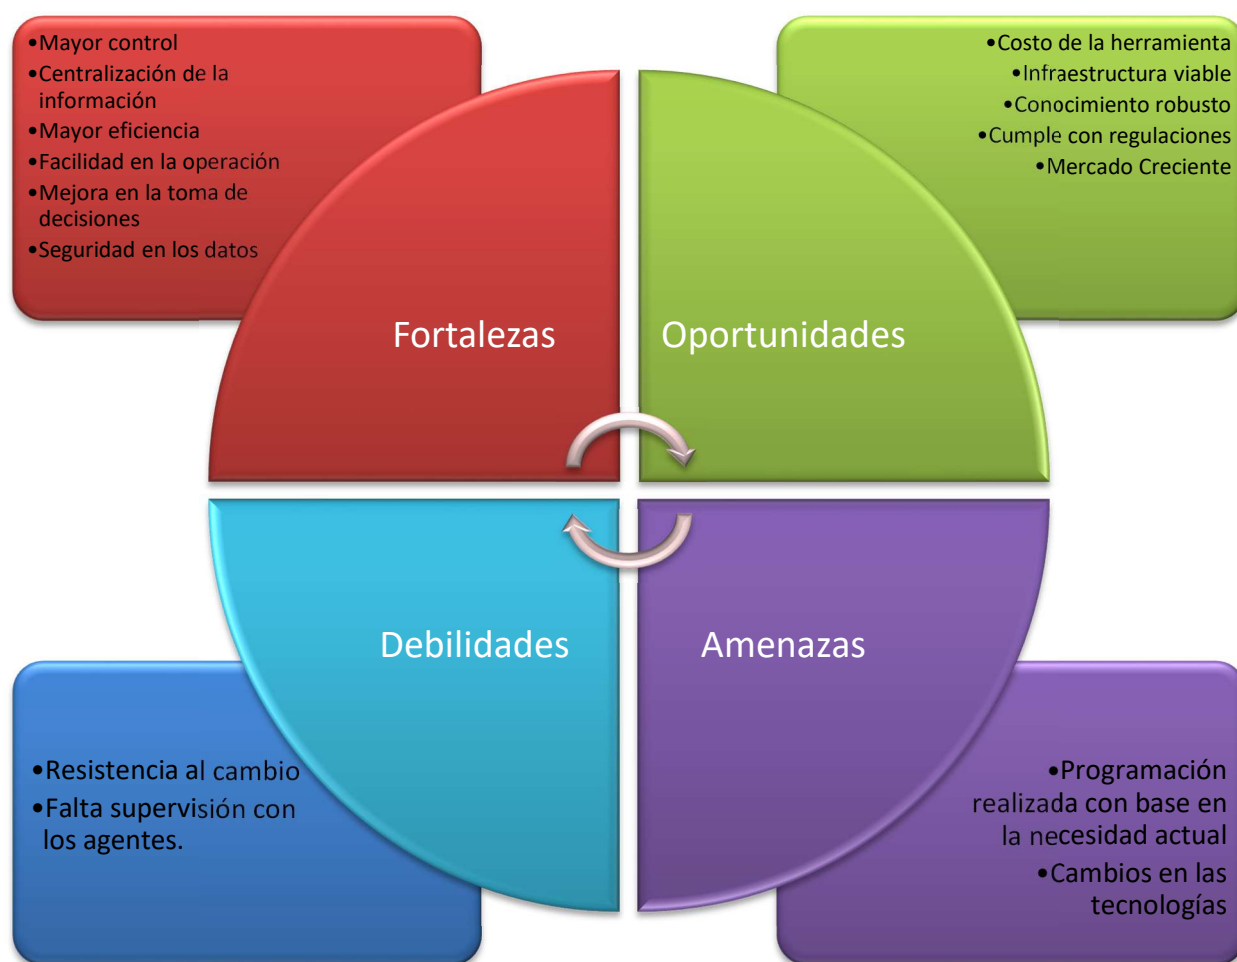 •Mayor control
•Centralización de la
información
•Mayor eficiencia
•Facilidad en la operación
•Mejora en la toma de
decisiones
•Seguridad en los datos
•Costo de la herramienta
•Infraestructura viable
•Conocimiento robusto
•Cumple con regulaciones
•Mercado Creciente
Fortalezas
Oportunidades
Debilidades
Amenazas
•Resistencia al cambio
•Falta supervisión con
los agentes.
•Programación
realizada con base en
la necesidad actual
•Cambios en las
tecnologías